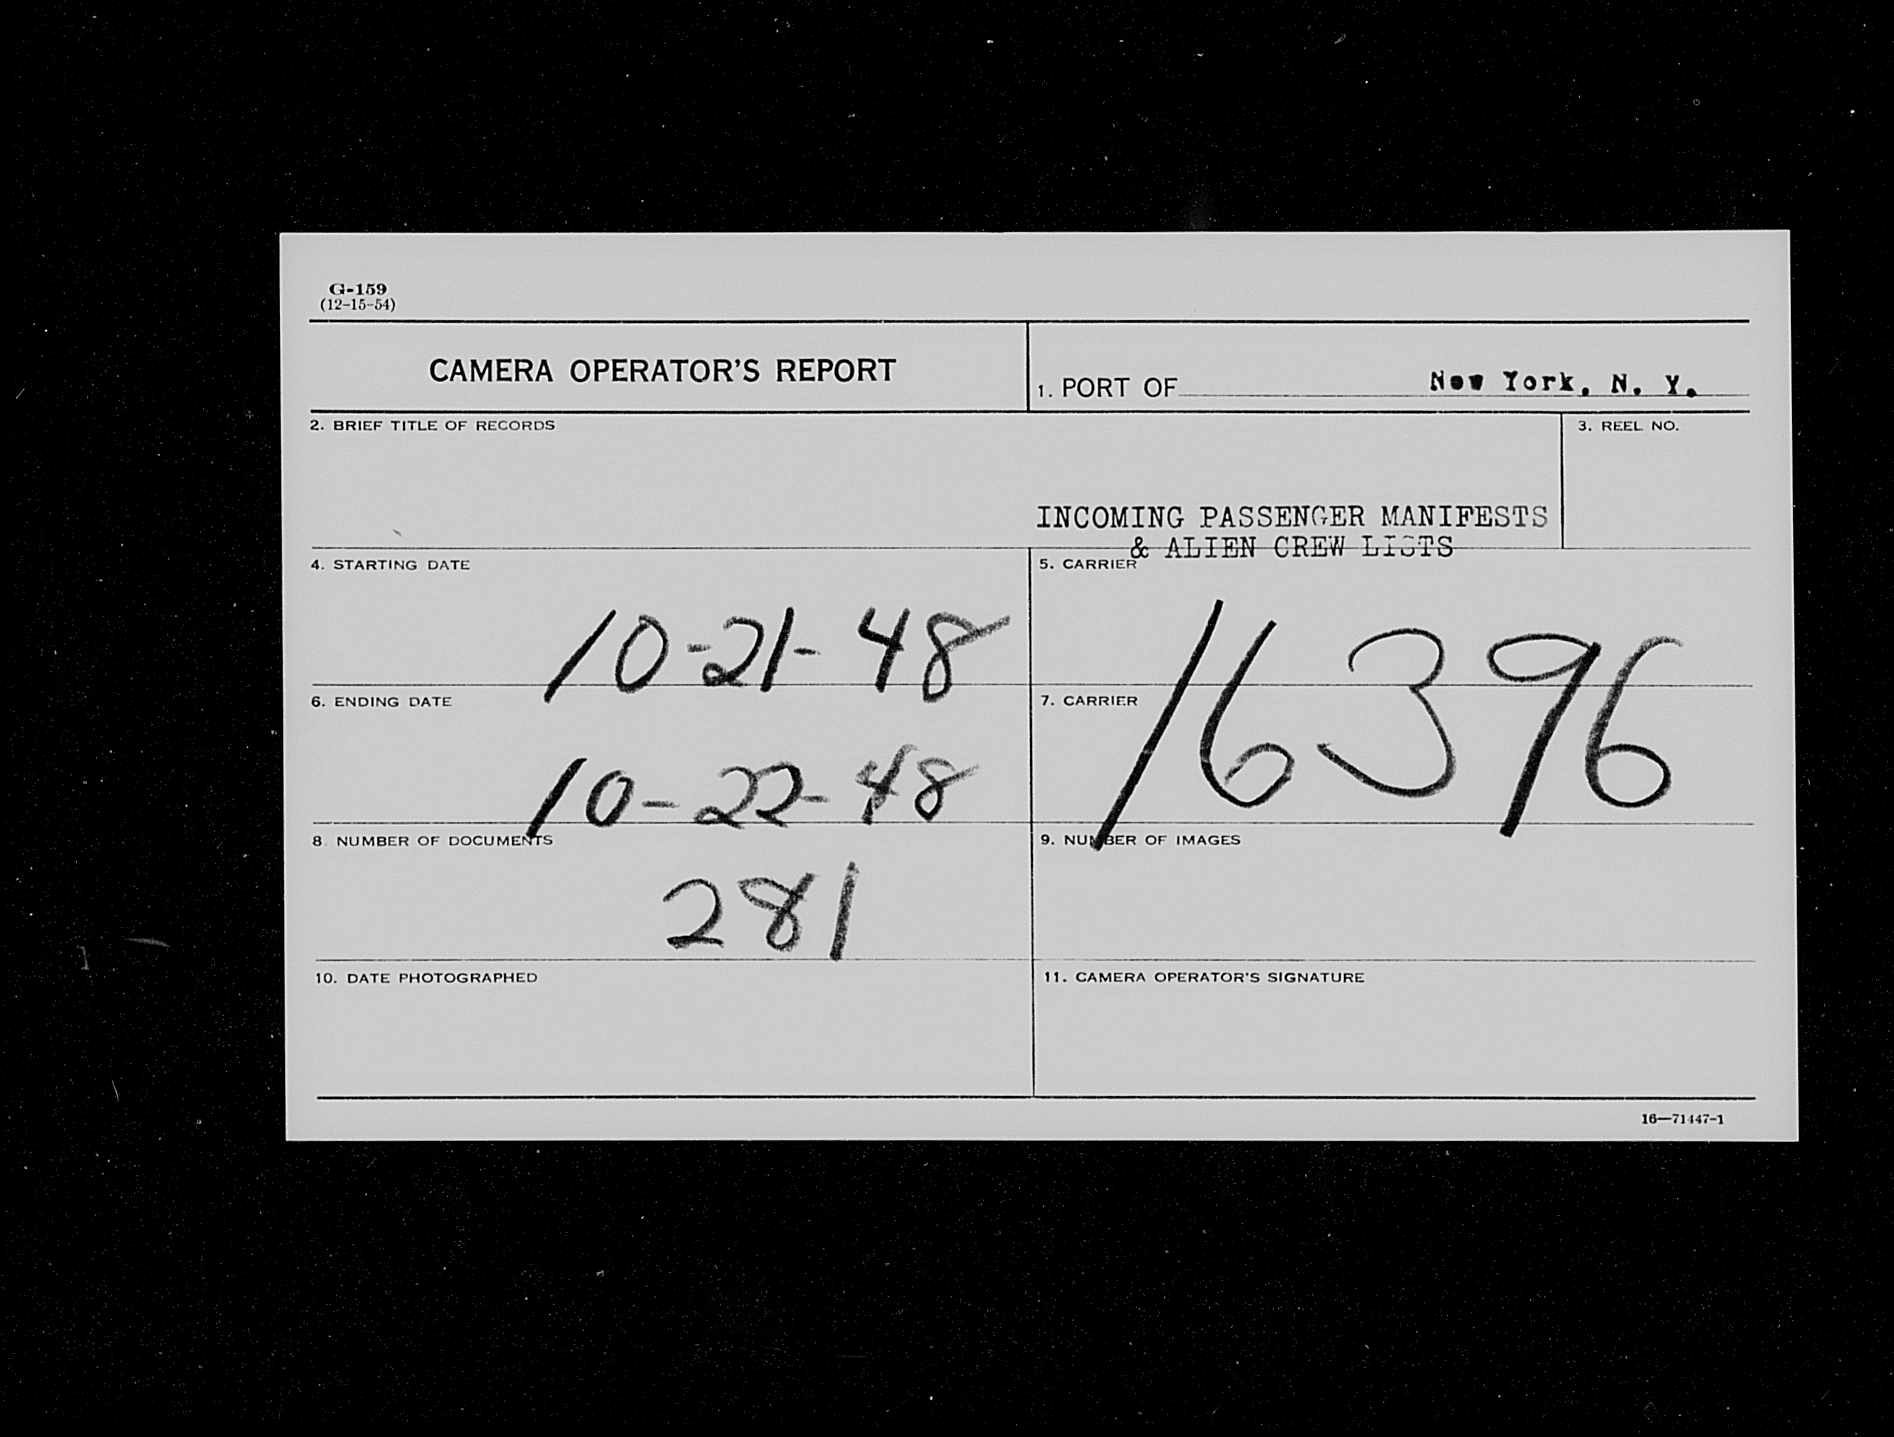 G-159
(12-15-54)
CAMERA OPERATOR'S REPORT
1. PORT OF New York, N. Y.
2. BRIEF TITLE OF RECORDS
3. REEL NO.
INCOMING PASSENGER MANIFESTS
& ALIEN CREW LISTS
4. STARTING DATE
10-21-48
5. CARRIER
16396
6. ENDING DATE
10-22-48
7. CARRIER
8. NUMBER OF DOCUMENTS
281
9. NUMBER OF IMAGES
10. DATE PHOTOGRAPHED
11. CAMERA OPERATOR'S SIGNATURE
16—71447-1